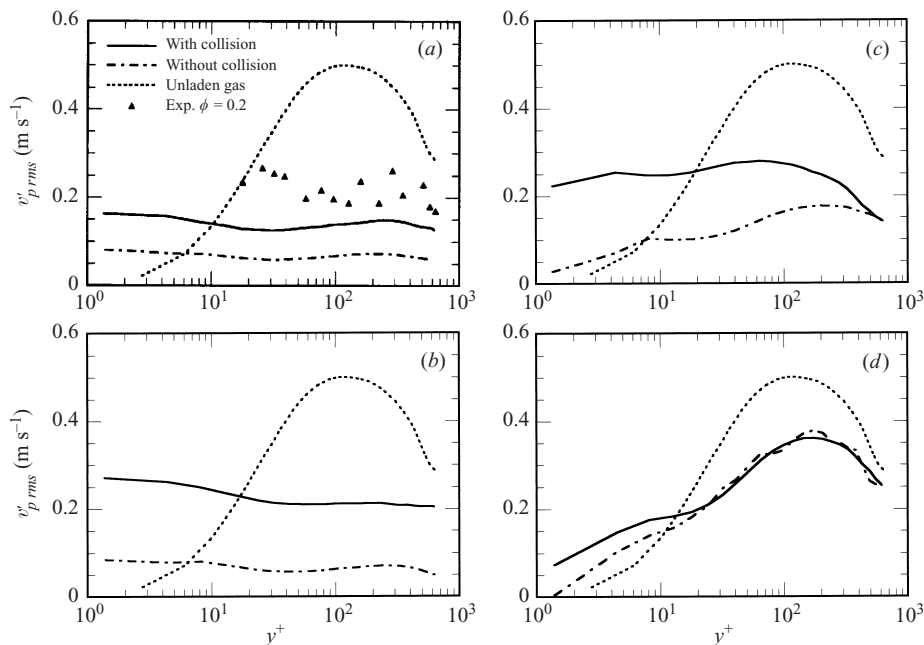 0.6
0.4
0.2
0
v′p rms (m s−1)
With collision
Without collision
Unladen gas
Exp. ϕ = 0.2
(a)
10^0 10^1 10^2 10^3
0.6
0.4
0.2
0
(c)
10^0 10^1 10^2 10^3
0.6
0.4
0.2
0
v′p rms (m s−1)
(b)
10^0 10^1 10^2 10^3
y+
0.6
0.4
0.2
0
(d)
10^0 10^1 10^2 10^3
y+